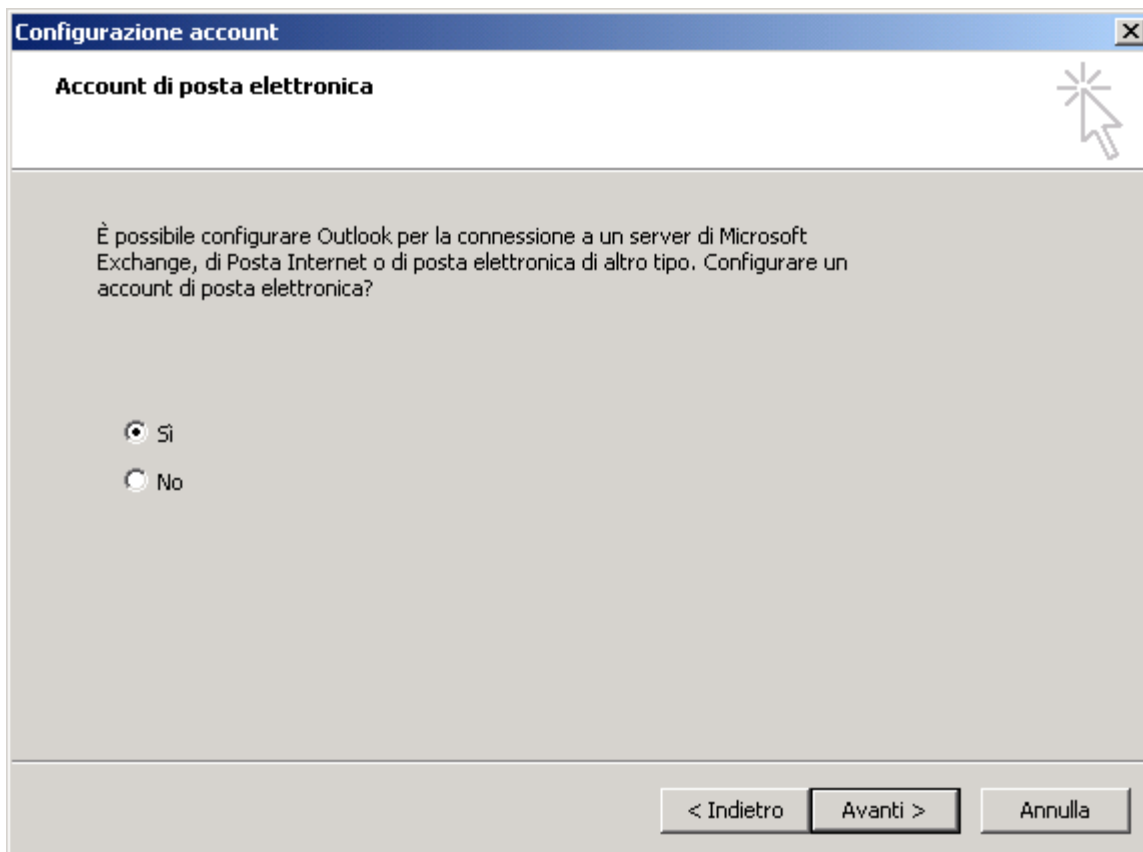 Configurazione account
Account di posta elettronica
È possibile configurare Outlook per la connessione a un server di Microsoft
Exchange, di Posta Internet o di posta elettronica di altro tipo. Configurare un
account di posta elettronica?
Sì
No
< Indietro
Avanti >
Annulla